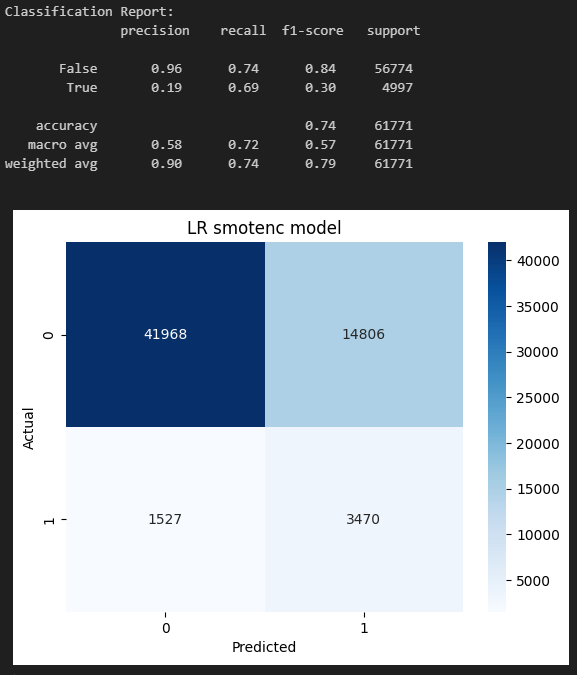 Classification Report:
precision recall f1-score support
False 0.96 0.74 0.84 56774
True 0.19 0.69 0.30 4997
accuracy 0.74 61771
macro avg 0.58 0.72 0.57 61771
weighted avg 0.90 0.74 0.79 61771
LR smotenc model
Actual
0
1
41968 14806
1527 3470
0 1
Predicted
40000
35000
30000
25000
20000
15000
10000
5000